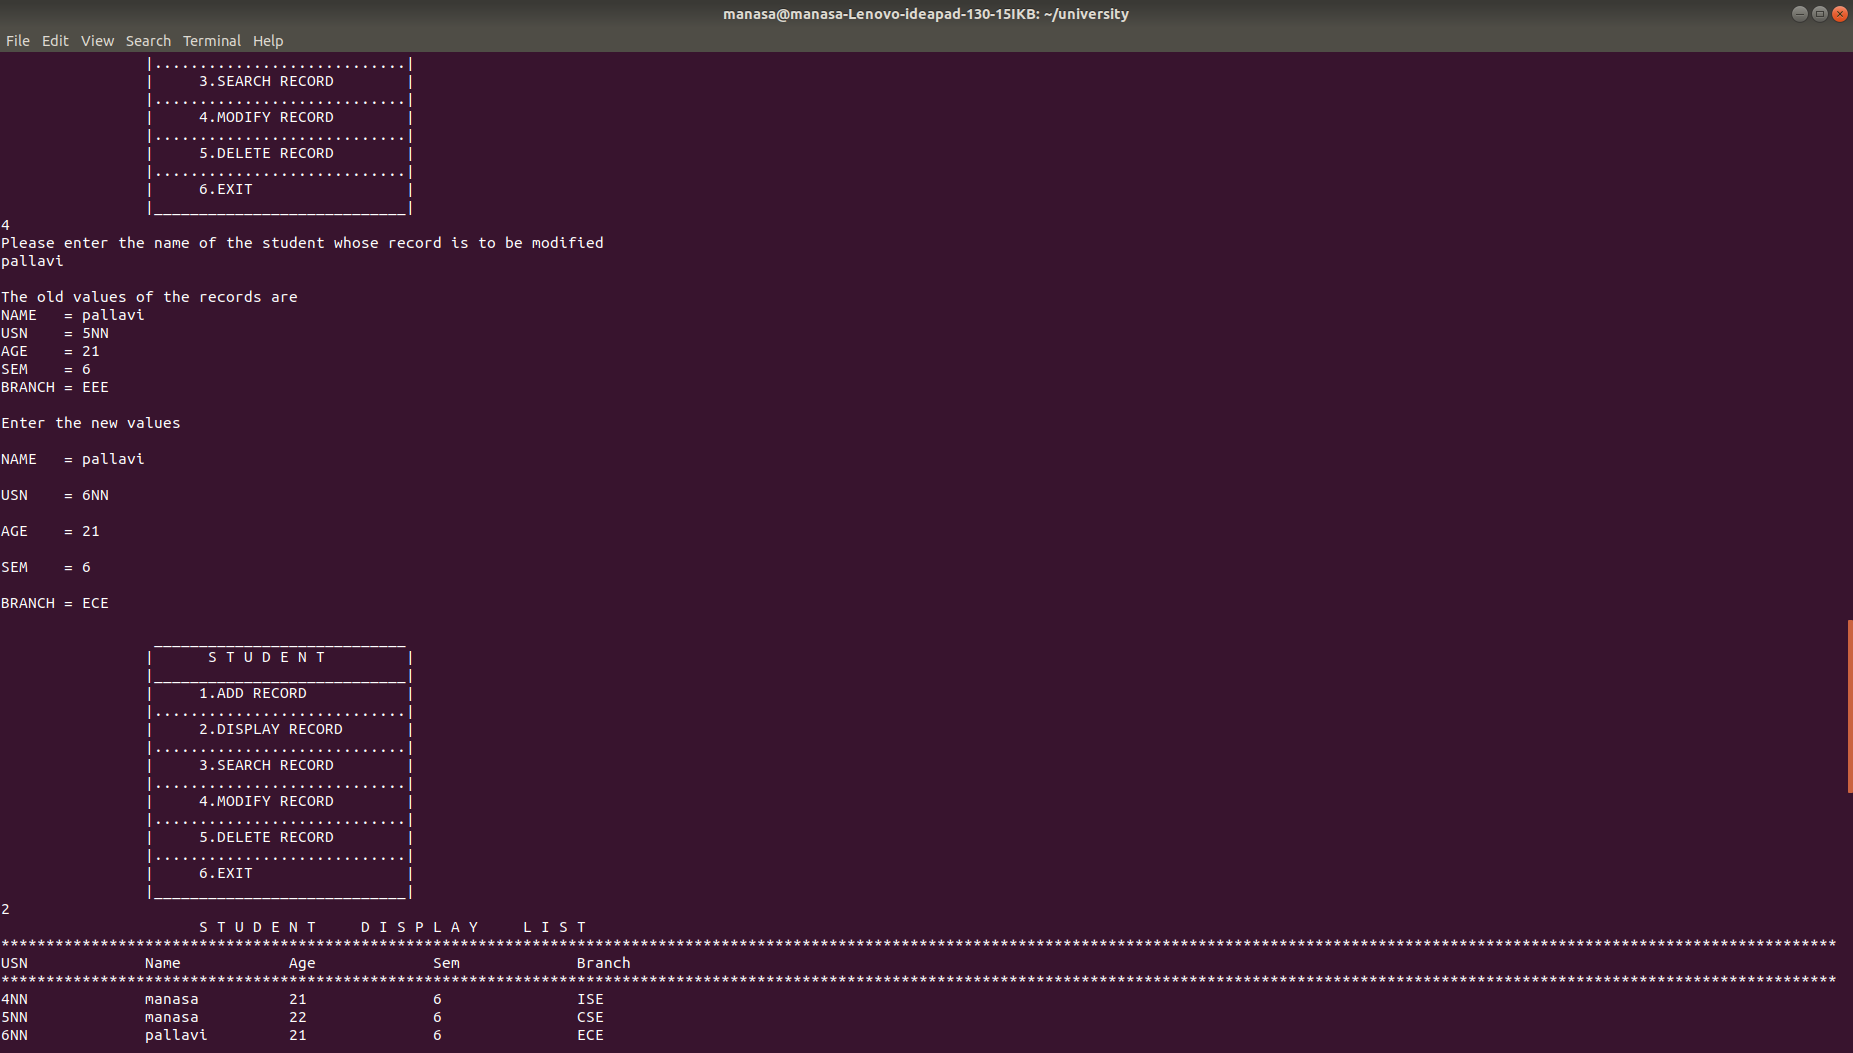 manasa@manasa-Lenovo-ideapad-130-15IKB: ~/university
File Edit View Search Terminal Help
|............................|
|     3.SEARCH RECORD        |
|............................|
|     4.MODIFY RECORD        |
|............................|
|     5.DELETE RECORD        |
|............................|
|     6.EXIT                 |
|____________________________|
4
Please enter the name of the student whose record is to be modified
pallavi
The old values of the records are
NAME   = pallavi
USN    = 5NN
AGE    = 21
SEM    = 6
BRANCH = EEE
Enter the new values
NAME   = pallavi
USN    = 6NN
AGE    = 21
SEM    = 6
BRANCH = ECE
____________________________
|      S T U D E N T         |
|____________________________|
|     1.ADD RECORD           |
|............................|
|     2.DISPLAY RECORD       |
|............................|
|     3.SEARCH RECORD        |
|............................|
|     4.MODIFY RECORD        |
|............................|
|     5.DELETE RECORD        |
|............................|
|     6.EXIT                 |
|____________________________|
2
S T U D E N T     D I S P L A Y     L I S T
************************************************************************************************************************************************************************************************************
USN             Name            Age             Sem             Branch
************************************************************************************************************************************************************************************************************
4NN             manasa          21              6               ISE
5NN             manasa          22              6               CSE
6NN             pallavi         21              6               ECE